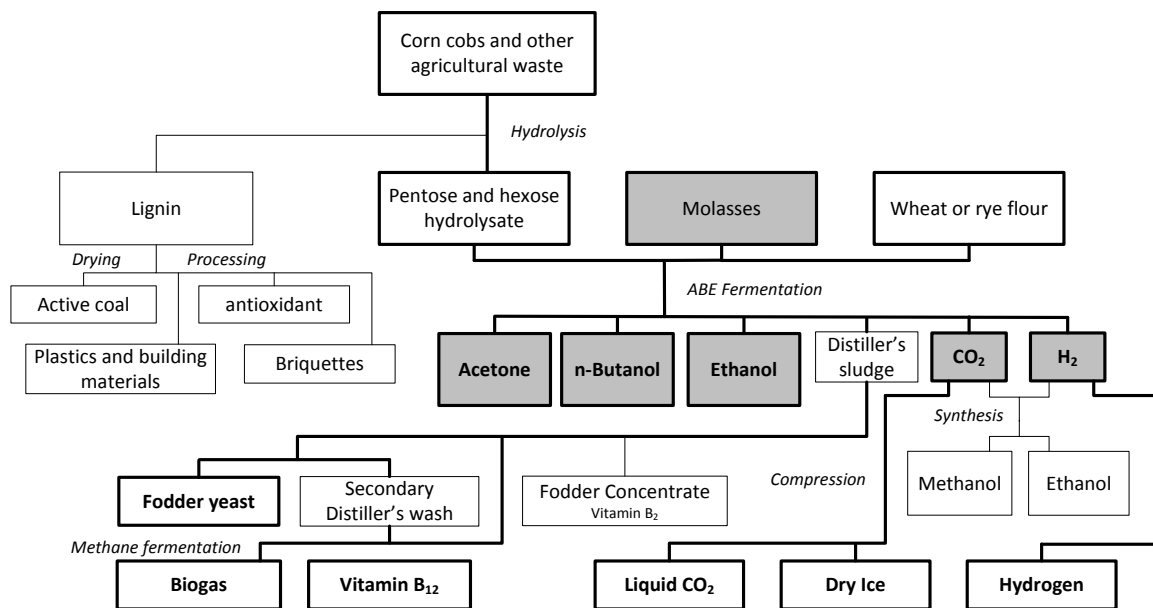 Corn cobs and other
agricultural waste
Hydrolysis
Lignin
Pentose and hexose
hydrolysate
Molasses
Wheat or rye flour
Drying
Processing
ABE Fermentation
Active coal
antioxidant
Plastics and building
materials
Briquettes
Acetone
n-Butanol
Ethanol
Distiller's
sludge
CO₂
H₂
Synthesis
Compression
Methanol
Ethanol
Fodder yeast
Secondary
Distiller's wash
Fodder Concentrate
Vitamin B₂
Methane fermentation
Biogas
Vitamin B₁₂
Liquid CO₂
Dry Ice
Hydrogen